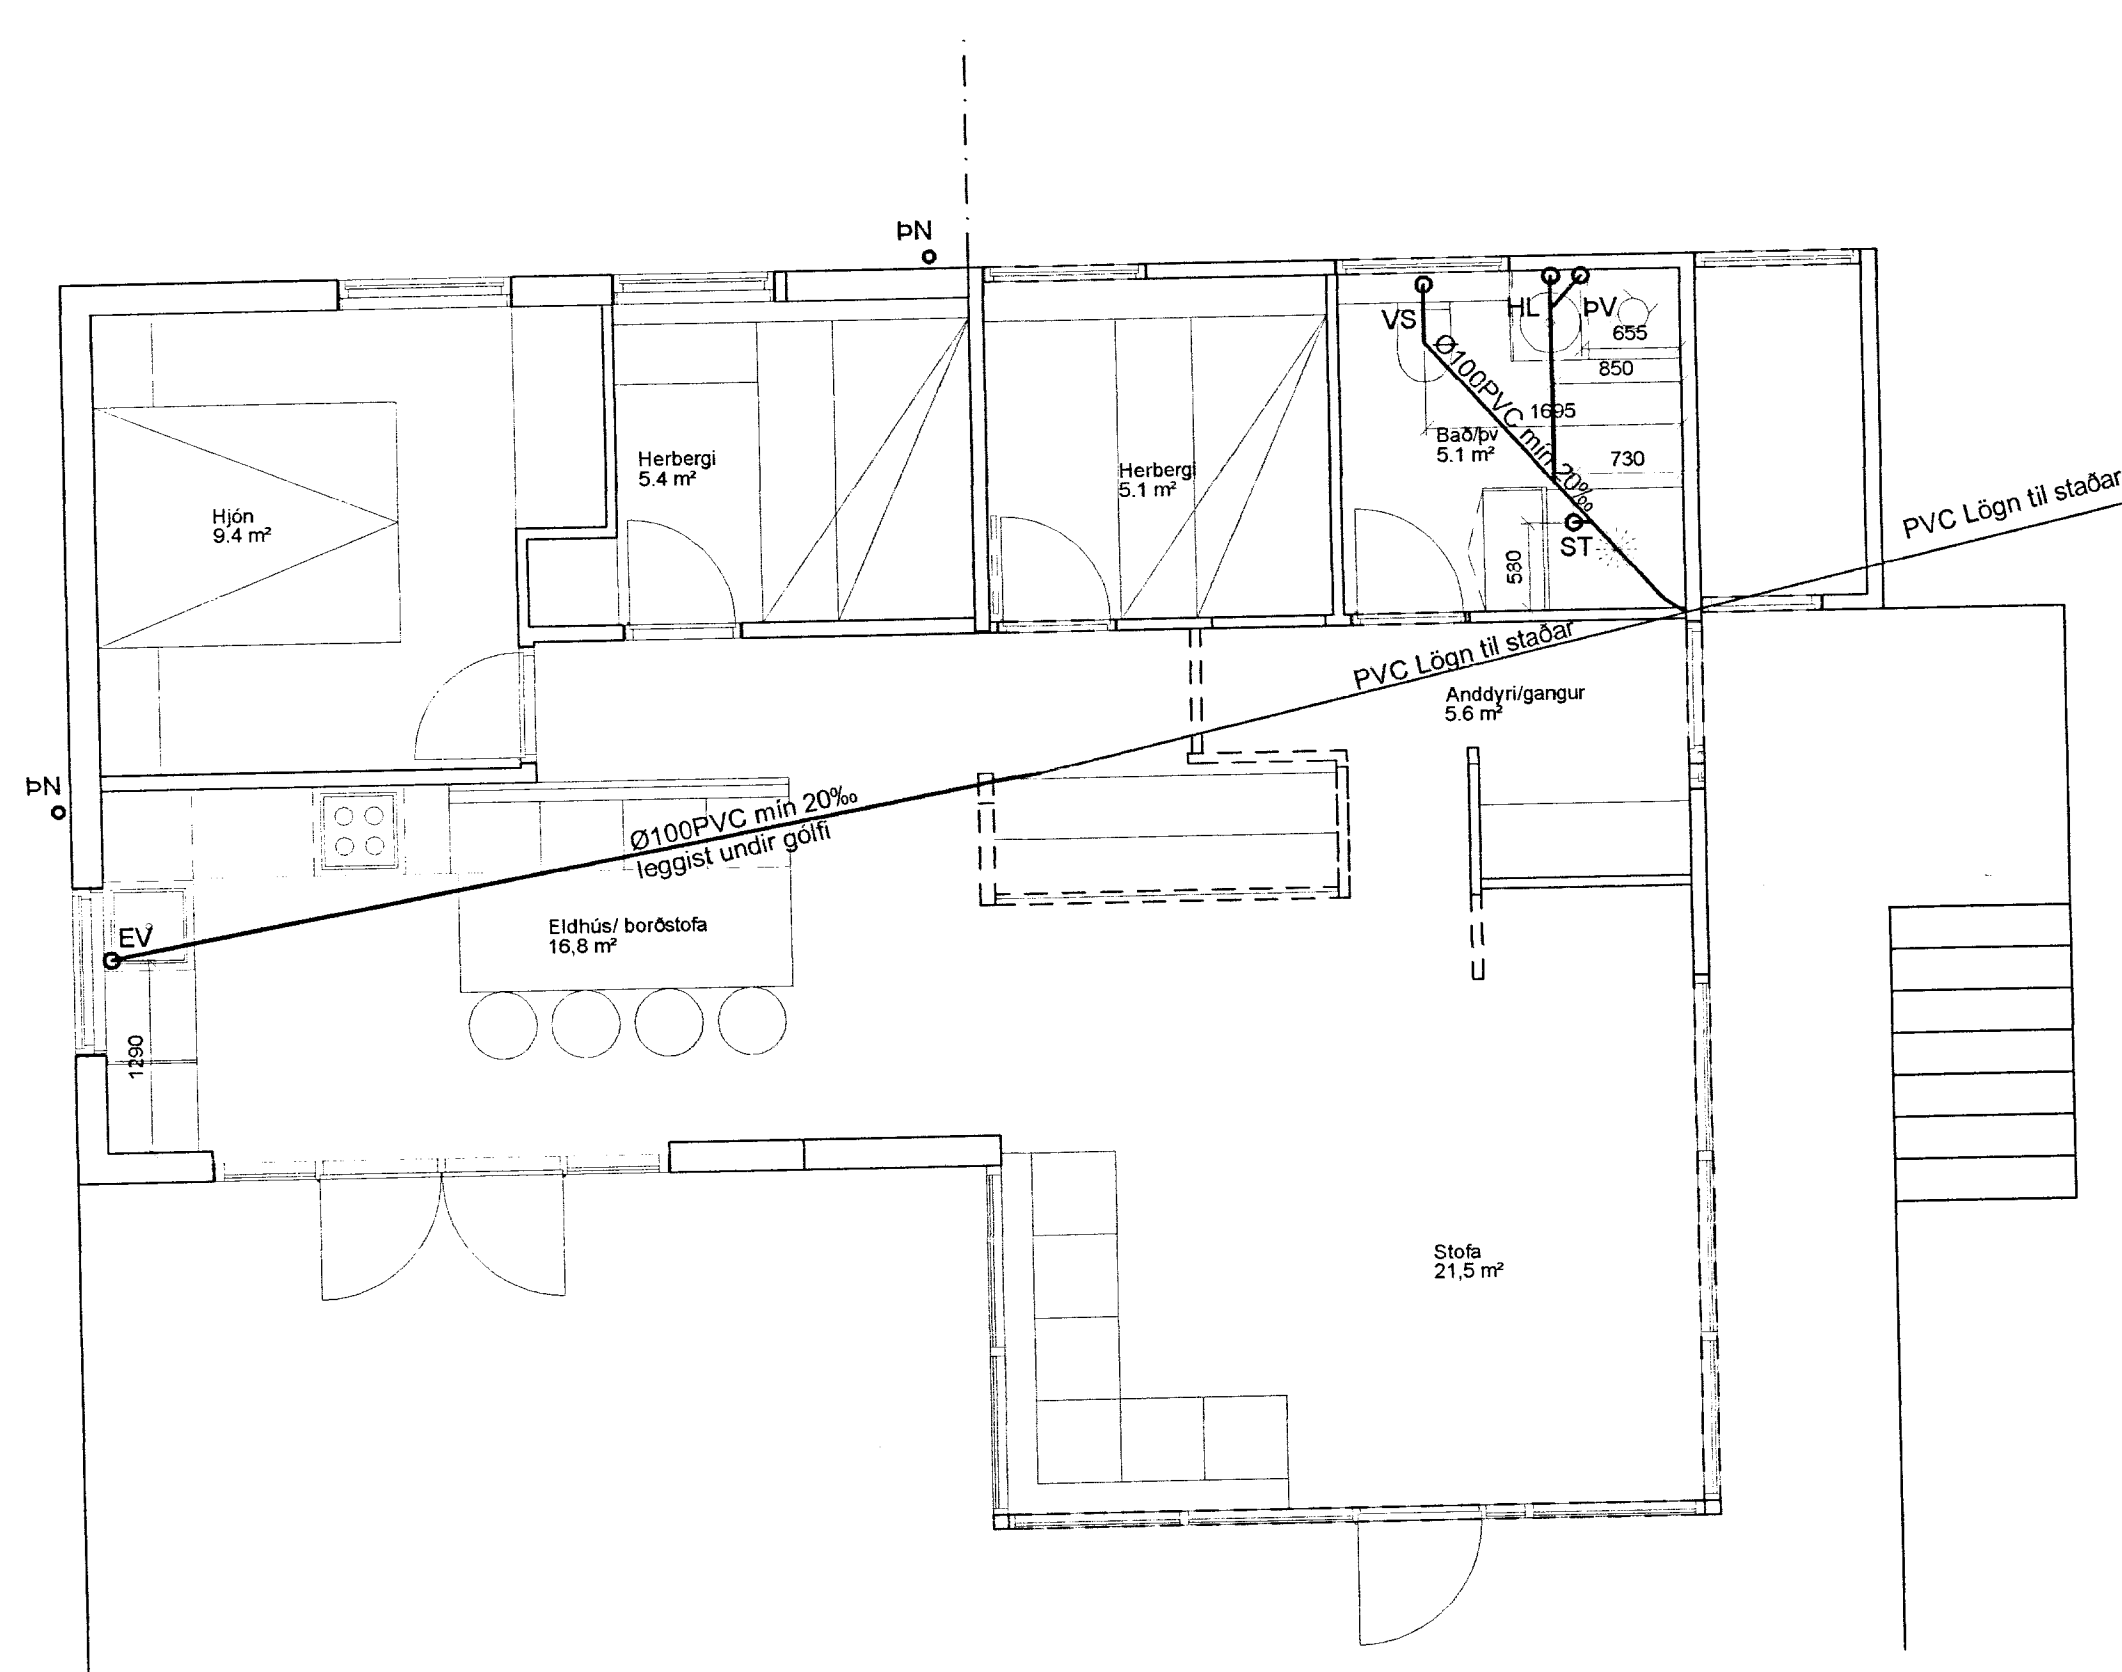 ÞN
VS
HL
ÞV
655
850
Ø100PVC mín 20‰
1695
Bað/þv
5.1 m²
730
Herbergi
5.4 m²
Herbergi
5.1 m²
Hjón
9.4 m²
ST
580
PVC Lögn til staðar
PVC Lögn til staðar
Anddyri/gangur
5.6 m²
ÞN
Ø100PVC mín 20‰
leggist undir gólfi
EV
Eldhús/ borðstofa
16,8 m²
1290
Stofa
21,5 m²